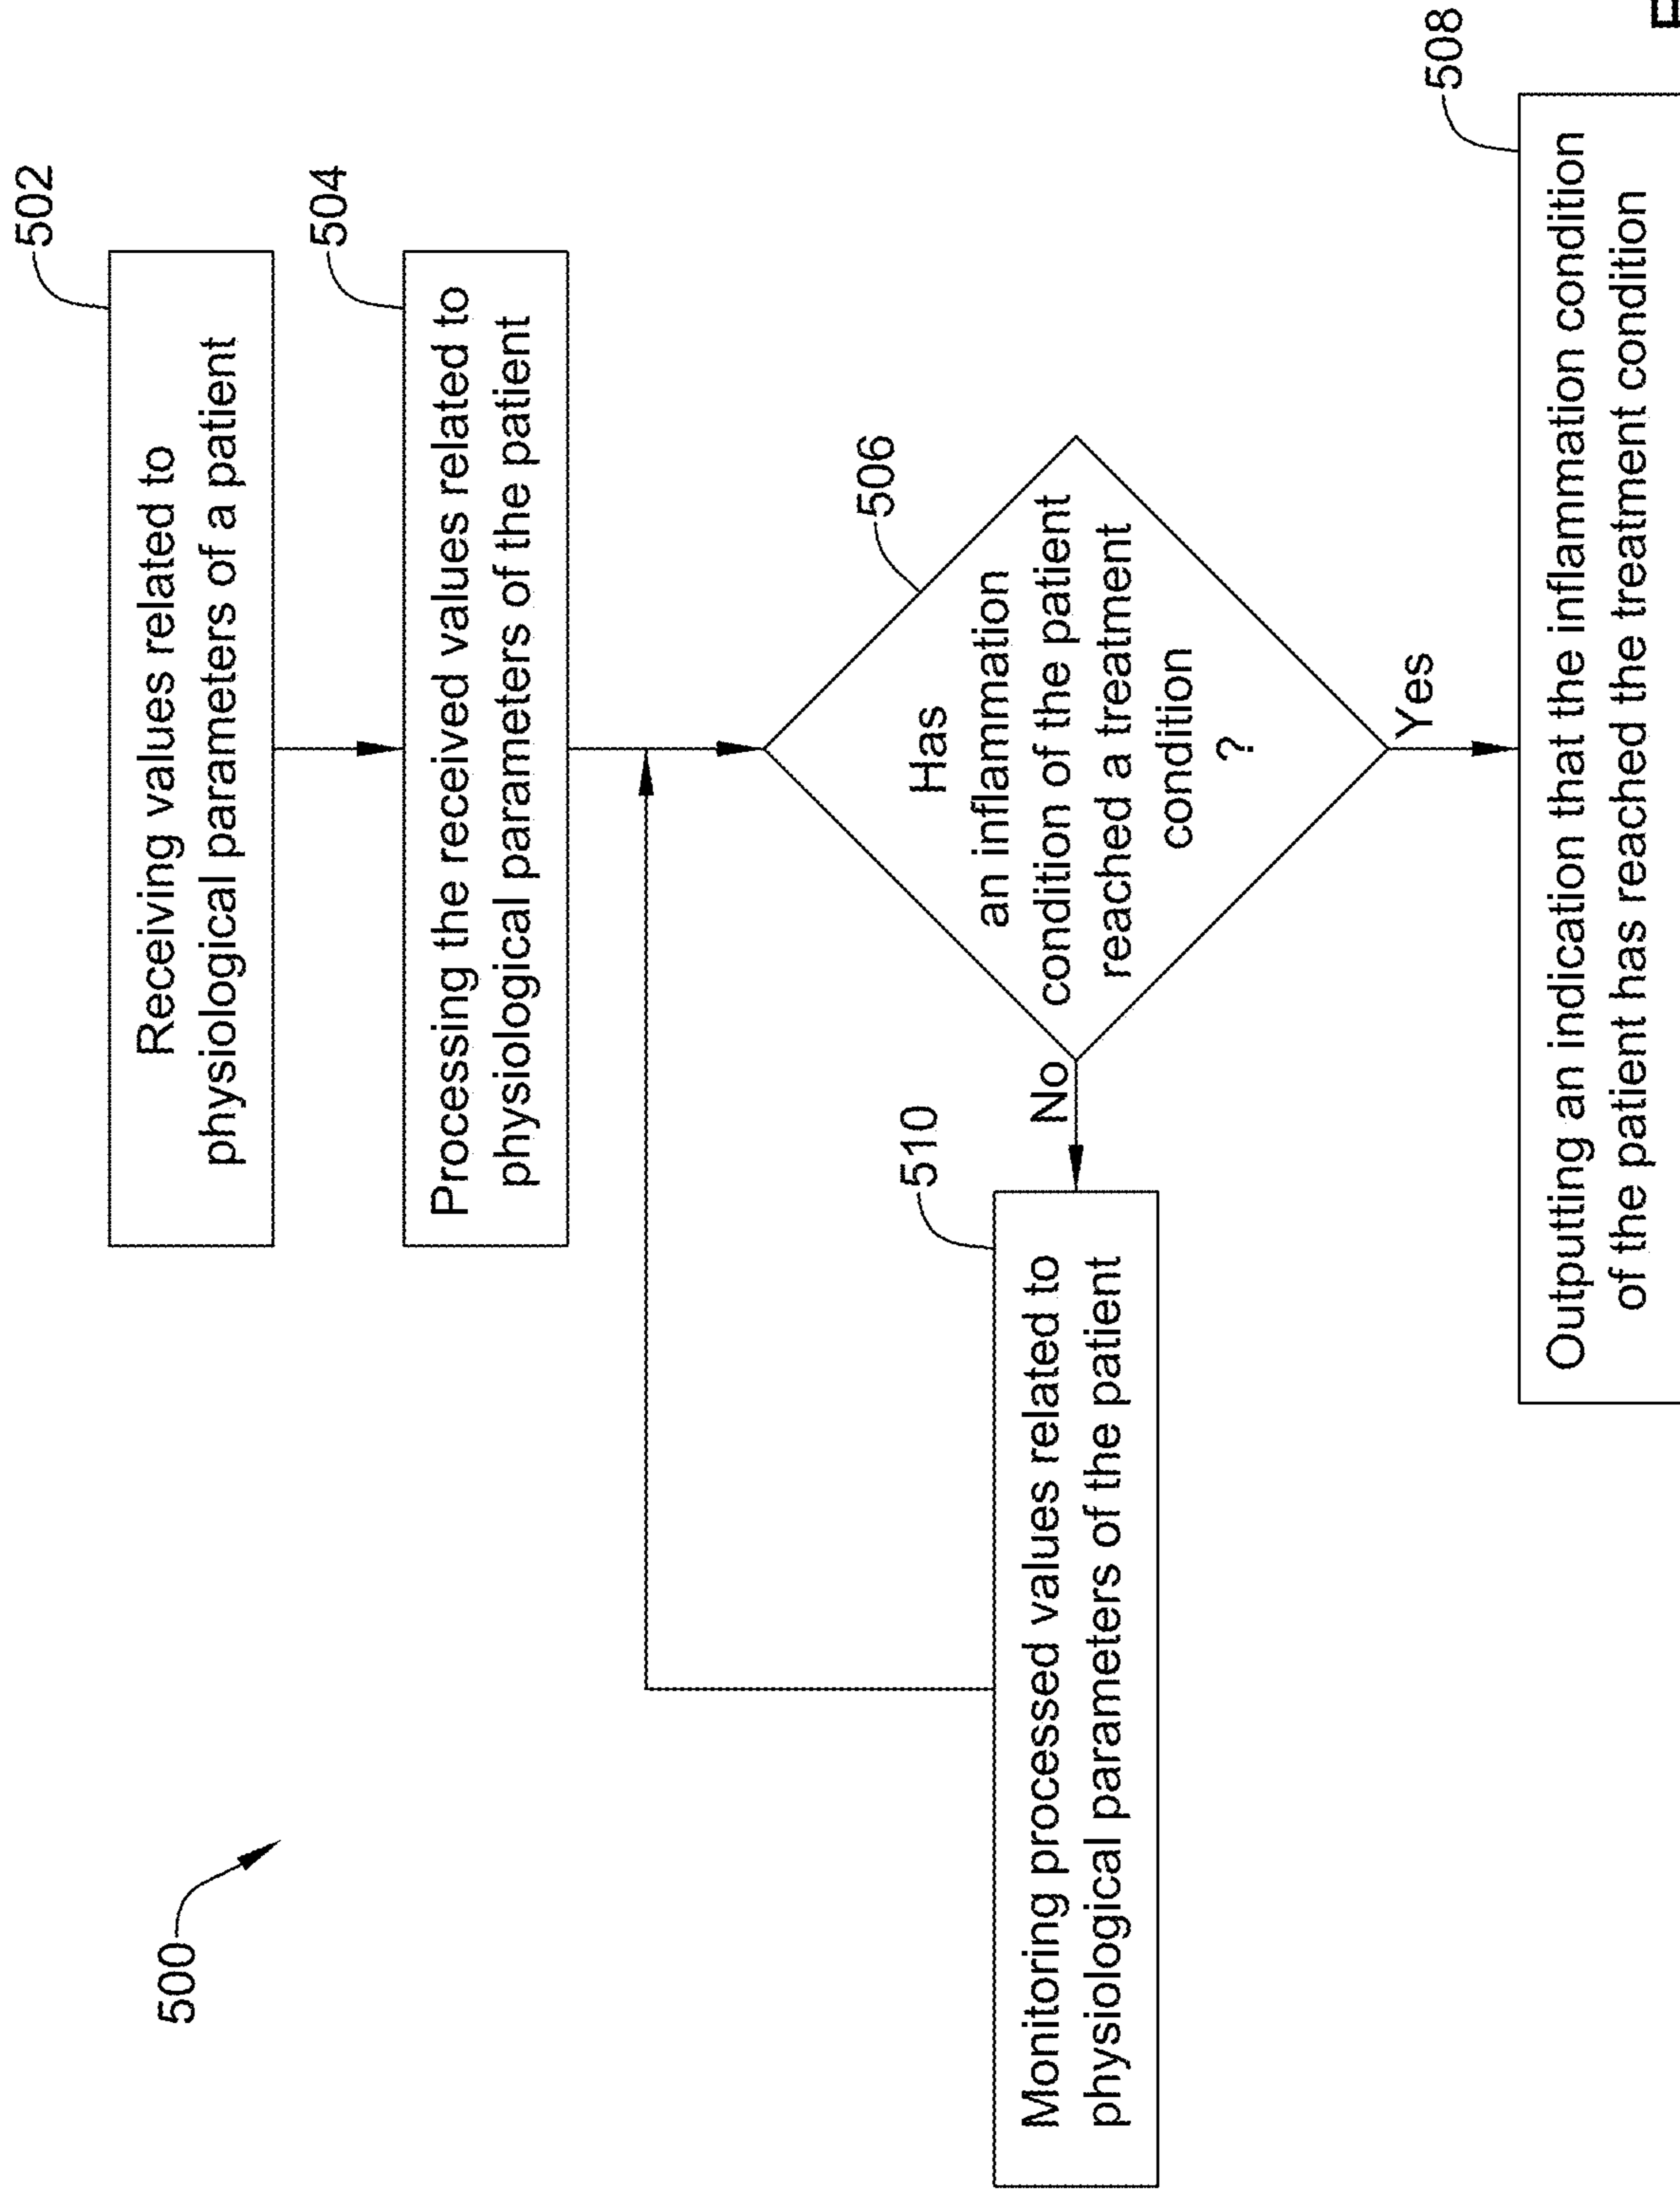 500
502
Receiving values related to
physiological parameters of a patient
504
Processing the received values related to
physiological parameters of the patient
506
Has
an inflammation
condition of the patient
reached a treatment
condition
?
No
510
Monitoring processed values related to
physiological parameters of the patient
Yes
508
Outputting an indication that the inflammation condition
of the patient has reached the treatment condition